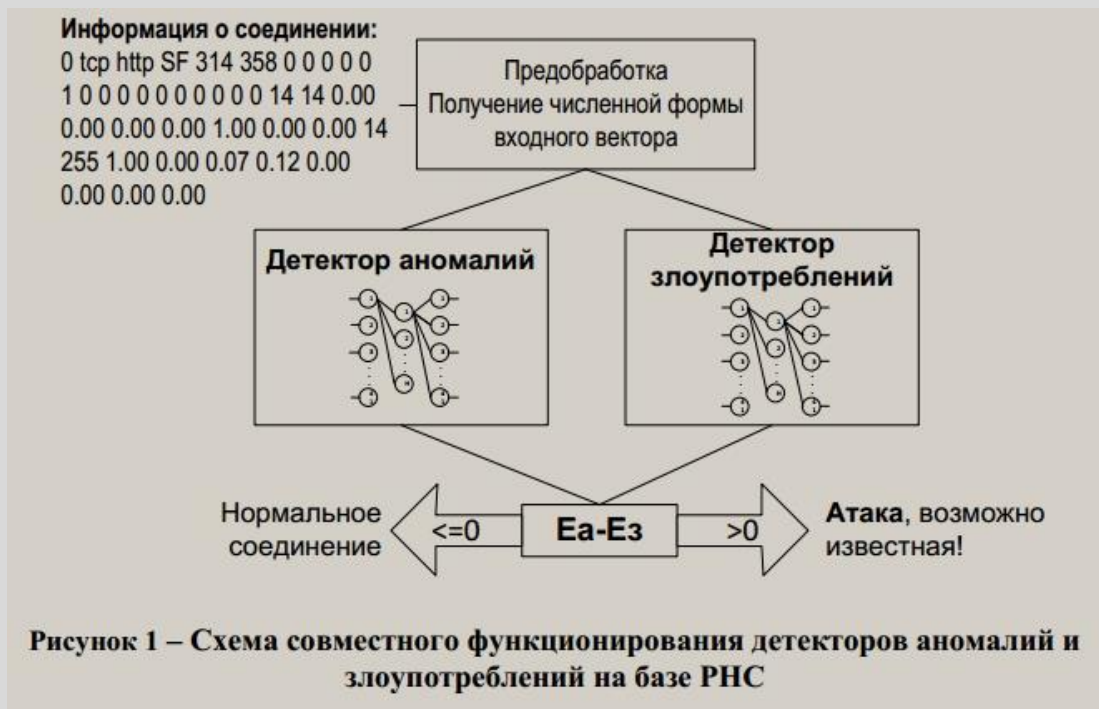 Информация о соединении:
0 tcp http SF 314 358 0 0 0 0 0
1 0 0 0 0 0 0 0 0 0 0 14 14 0.00
0.00 0.00 0.00 1.00 0.00 0.00 14
255 1.00 0.00 0.07 0.12 0.00
0.00 0.00 0.00
Предобработка
Получение численной формы
входного вектора
Детектор аномалий
Детектор
злоупотреблений
Нормальное
соединение
<=0
Еа-Ез
>0
Атака, возможно
известная!
Рисунок 1 – Схема совместного функционирования детекторов аномалий и
злоупотреблений на базе РНС